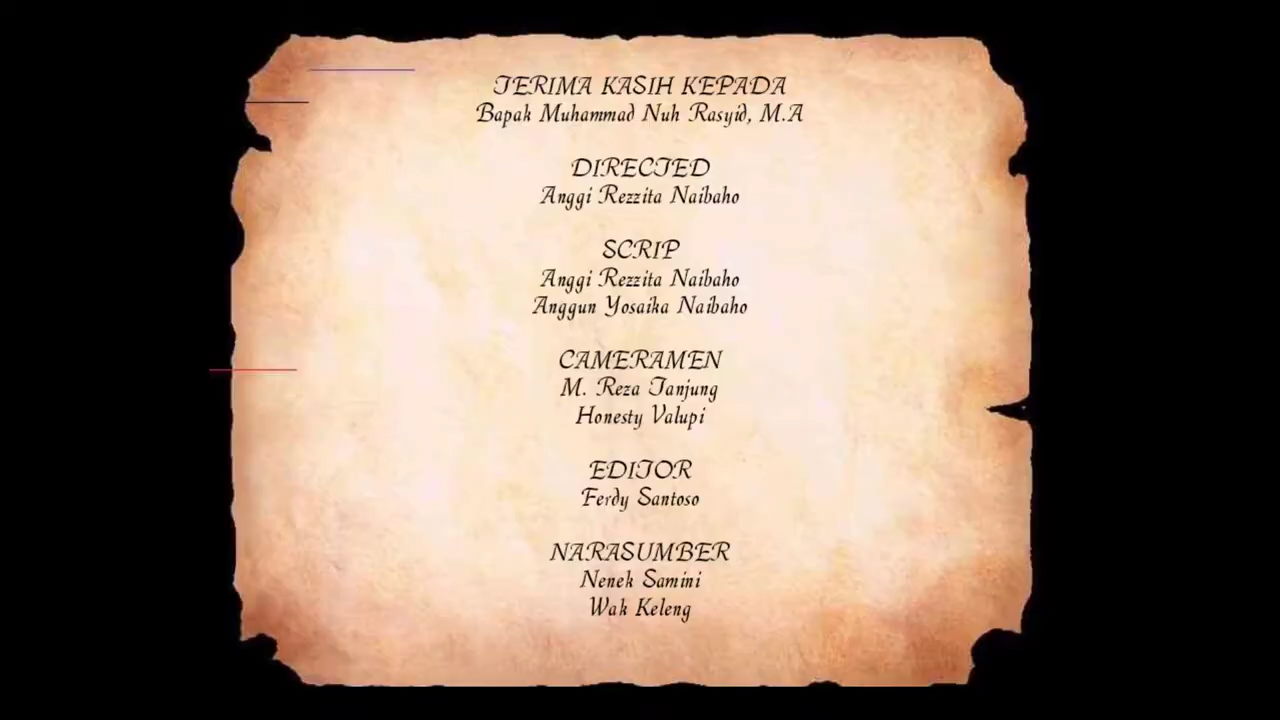 TERIMA KASIH KEPADA
Bapak Muhammad Nuh Rasyid, M.A
DIRECTED
Anggi Rezzita Naibaho
SCRIP
Anggi Rezzita Naibaho
Anggun Yosaika Naibaho
CAMERAMEN
M. Reza Tanjung
Honesty Valupi
EDITOR
Ferdy Santoso
NARASUMBER
Nenek Samini
Wak Keleng